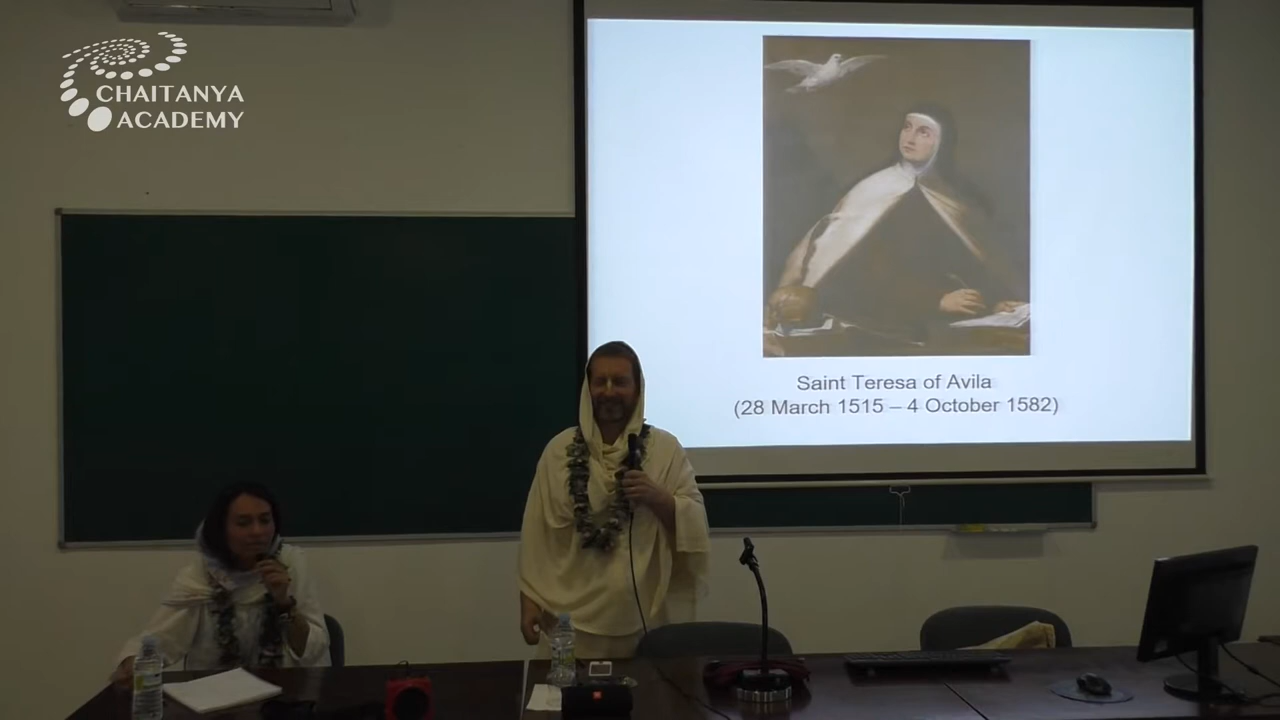 CHAITANYA
ACADEMY
Saint Teresa of Avila
(28 March 1515 – 4 October 1582)